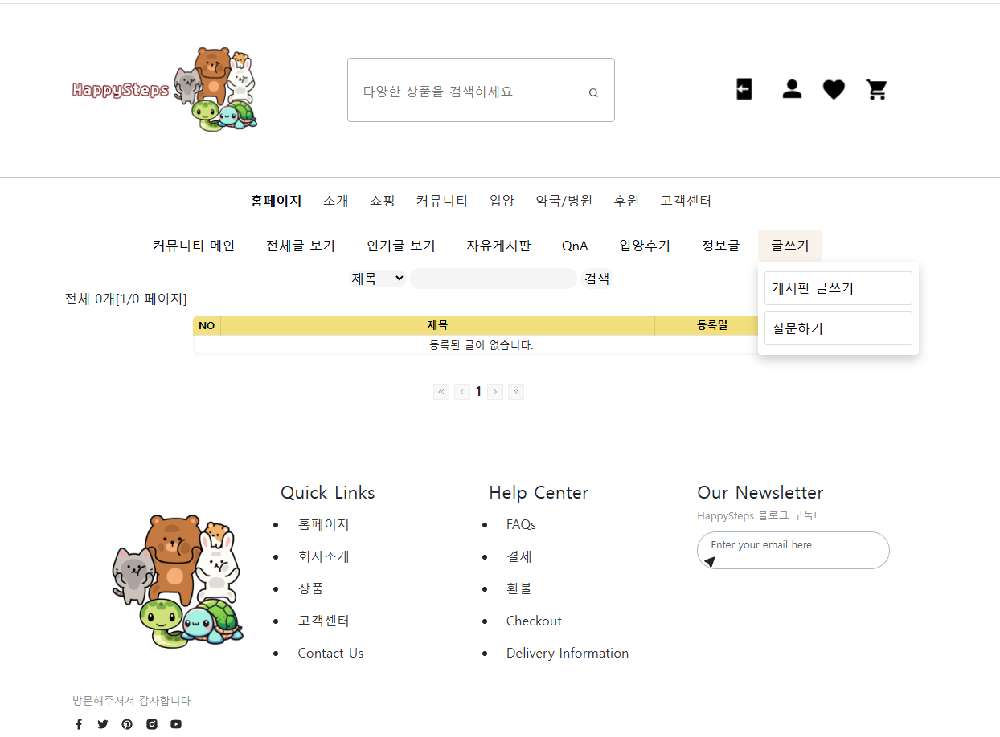 HappySteps
다양한 상품을 검색하세요
홈페이지 소개 쇼핑 커뮤니티 입양 약국/병원 후원 고객센터
커뮤니티 메인 전체글 보기 인기글 보기 자유게시판 QnA 입양후기 정보글 글쓰기
제목 검색
게시판 글쓰기
전체 0개[1/0 페이지]
질문하기
NO 제목 등록일
등록된 글이 없습니다.
« ‹ 1 › »
Quick Links
홈페이지
회사소개
상품
고객센터
Contact Us
Help Center
FAQs
결제
환불
Checkout
Delivery Information
Our Newsletter
HappySteps 블로그 구독!
Enter your email here
방문해주셔서 감사합니다